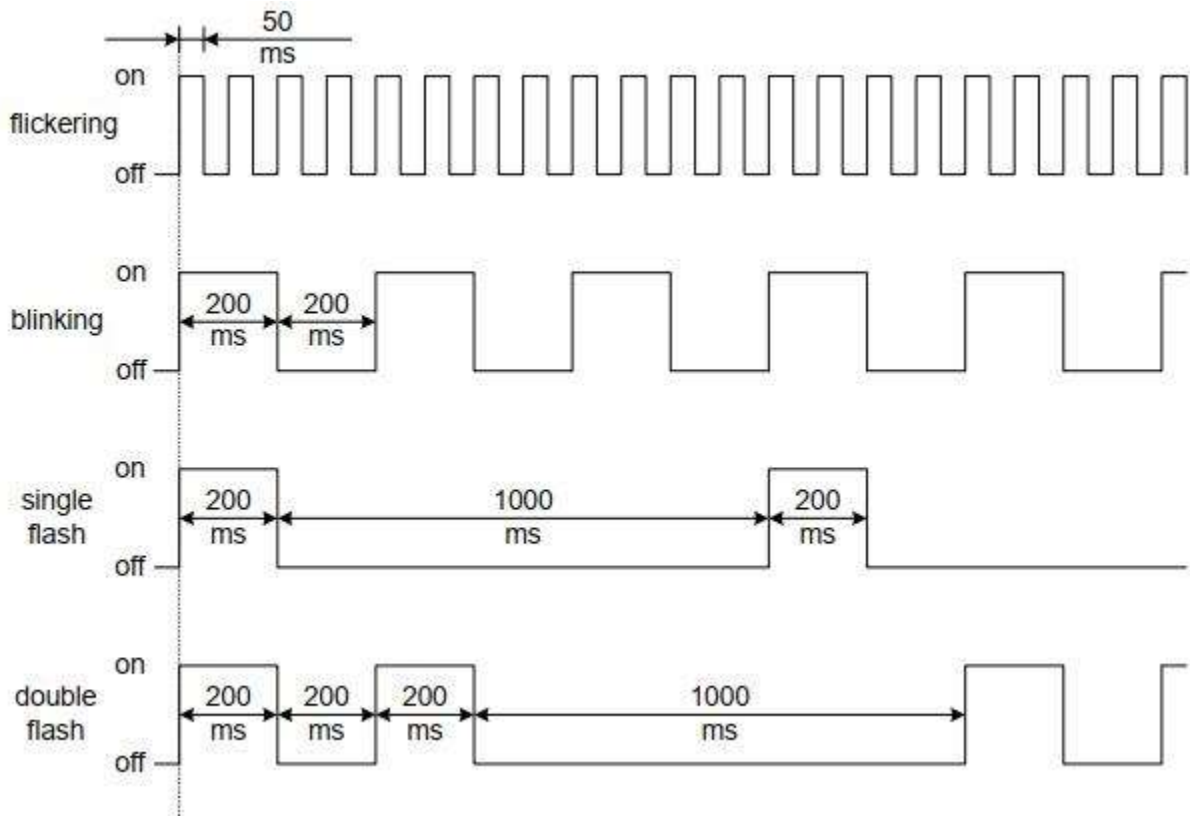 50
ms
on
flickering
off
on
200 200
blinking
ms ms
off
on
single 200 1000 200
flash ms ms ms
off
on
double 200 200 200 1000
flash ms ms ms ms
off